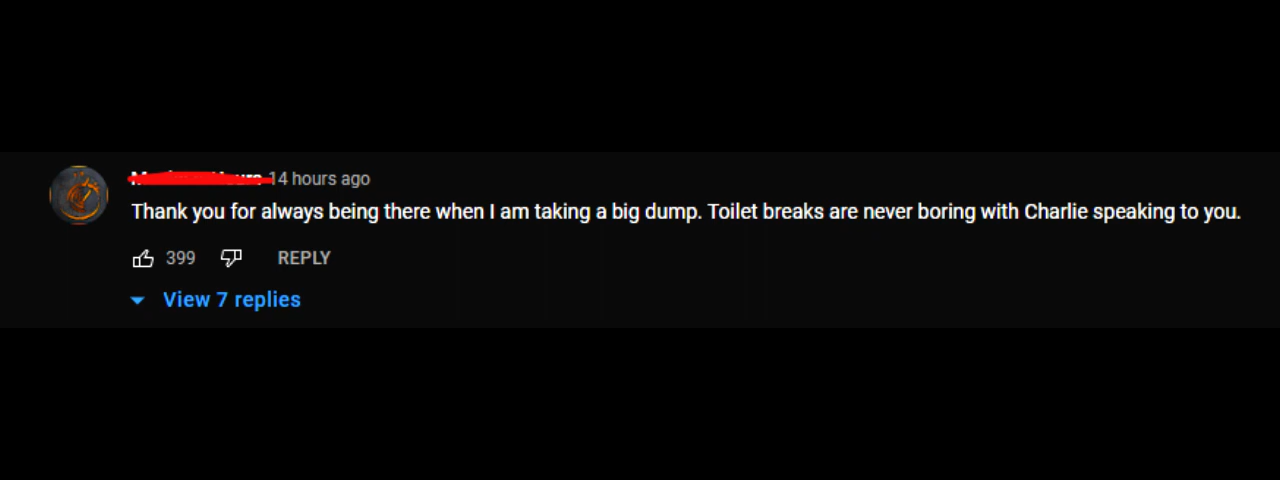 14 hours ago
Thank you for always being there when I am taking a big dump. Toilet breaks are never boring with Charlie speaking to you.
399 REPLY
View 7 replies